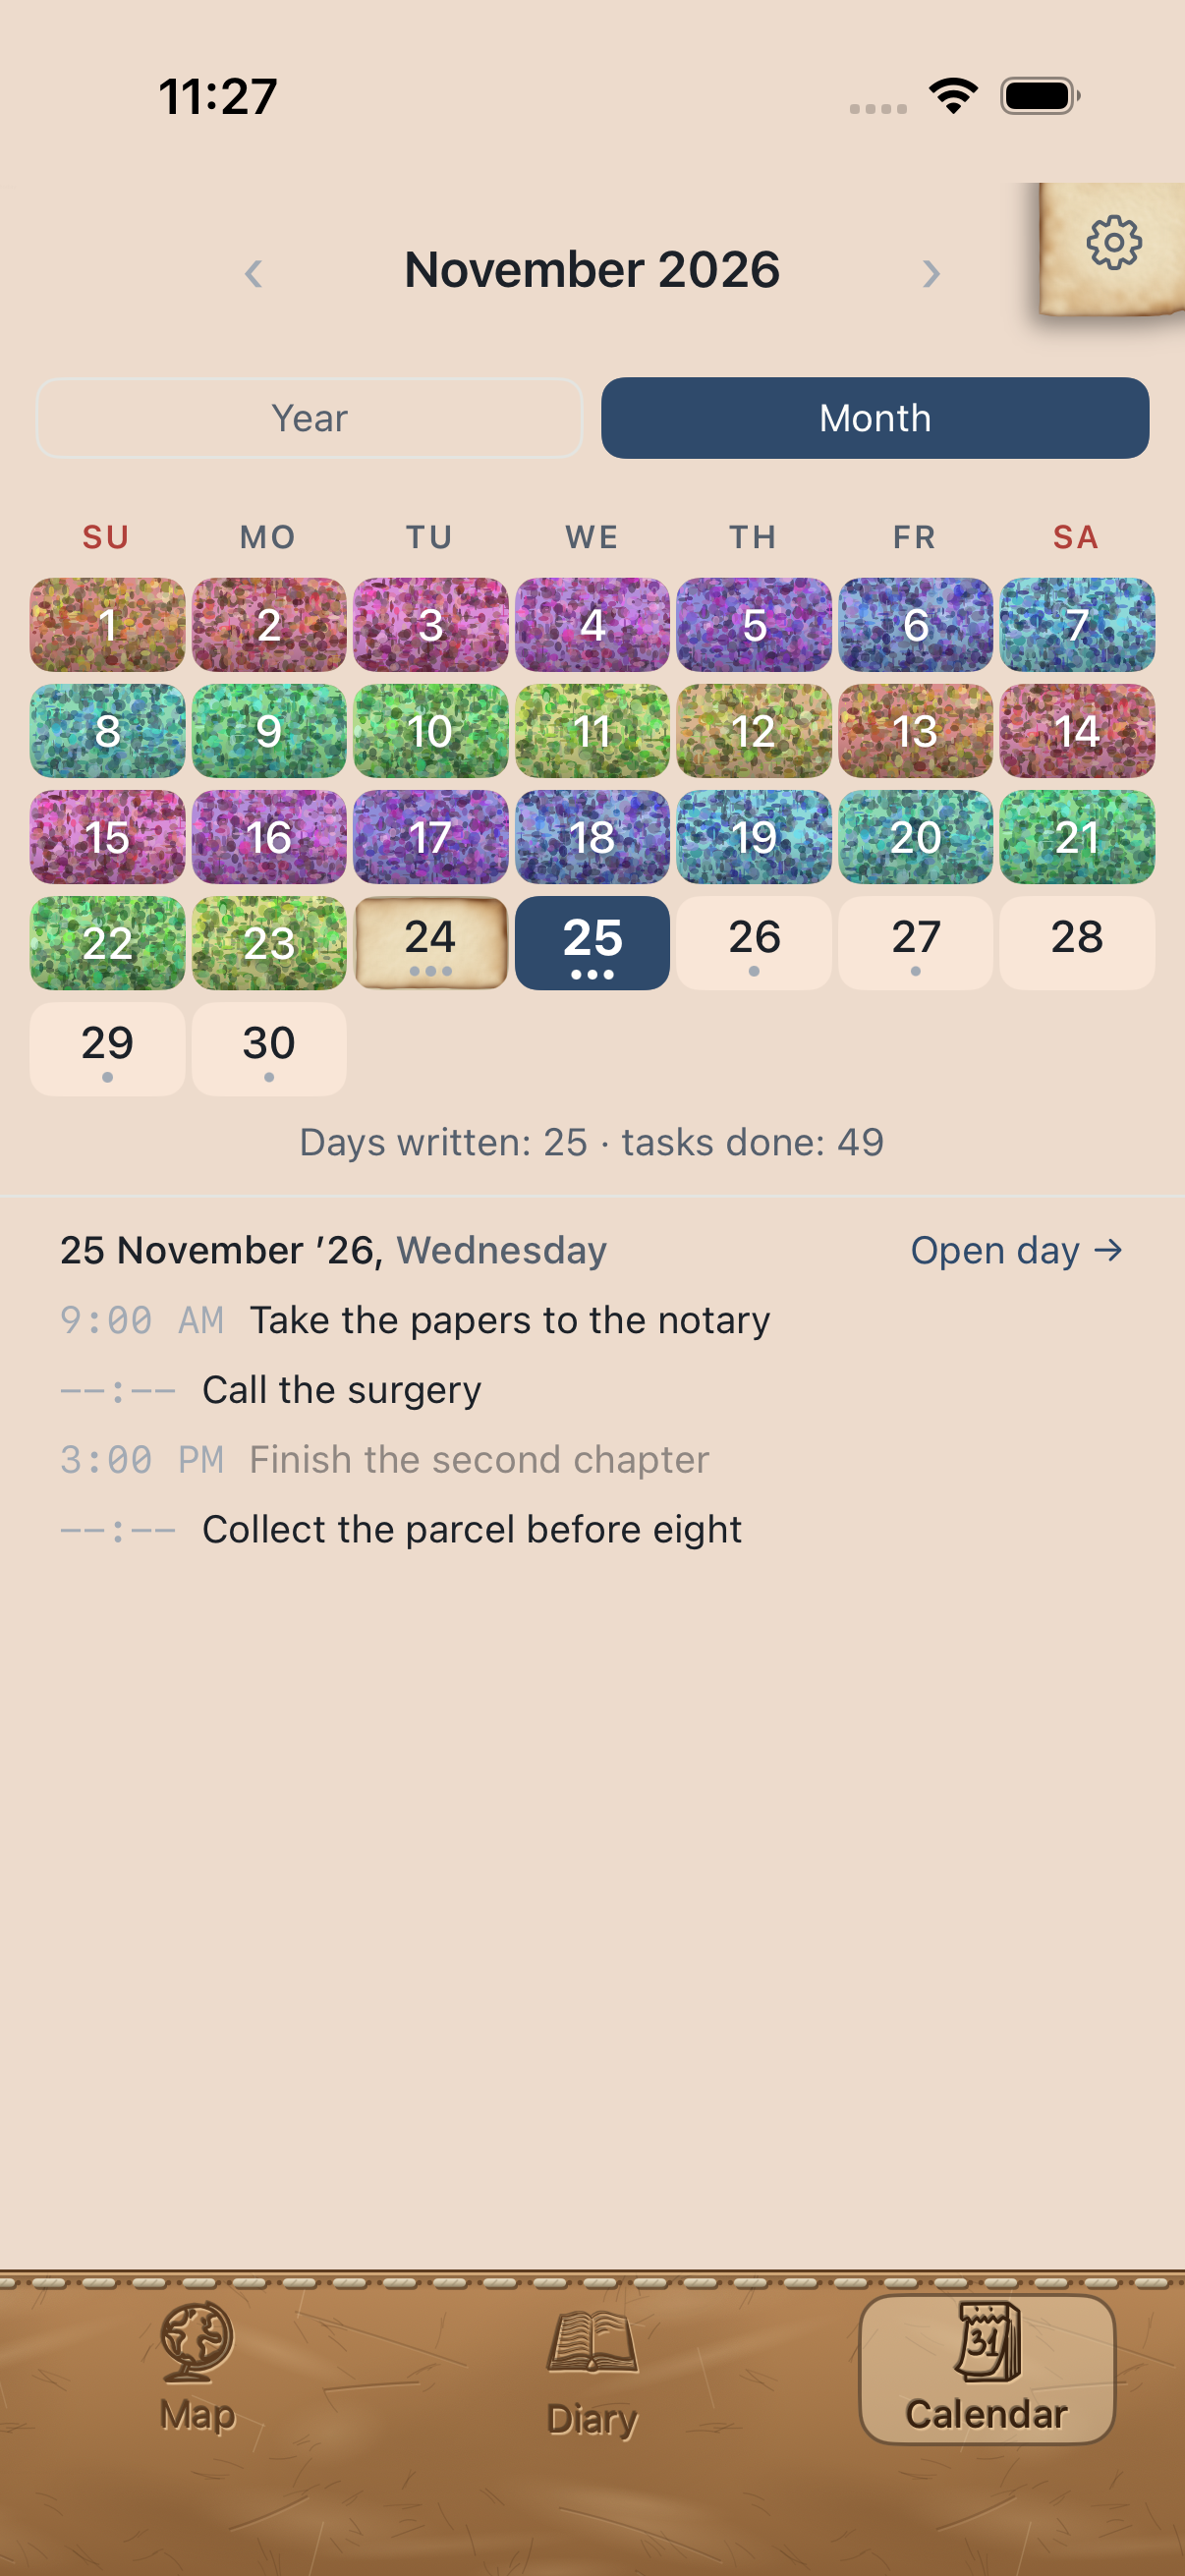 11:27
‹ November 2026 ›
Year Month
SU MO TU WE TH FR SA
1 2 3 4 5 6 7
8 9 10 11 12 13 14
15 16 17 18 19 20 21
22 23 24 25 26 27 28
29 30
Days written: 25 · tasks done: 49
25 November ’26, Wednesday Open day →
9:00 AM Take the papers to the notary
––:–– Call the surgery
3:00 PM Finish the second chapter
––:–– Collect the parcel before eight
31
Map Diary Calendar